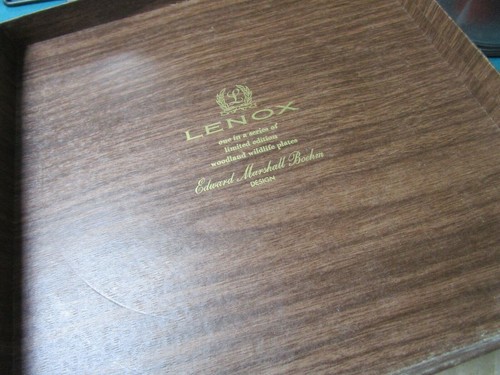 L
LENOX
one in a series of
limited edition
woodland wildlife plates
Edward Marshall Boehm
DESIGN